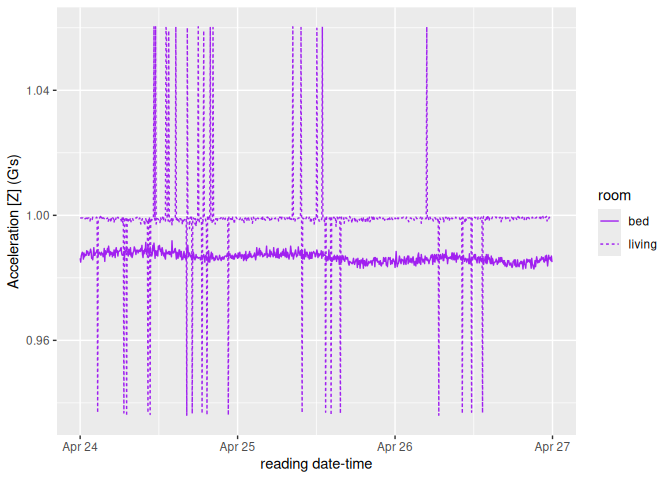 Acceleration [Z] (G's)
1.04
1.00
0.96
Apr 24
Apr 25
Apr 26
Apr 27
reading date-time
room
bed
living